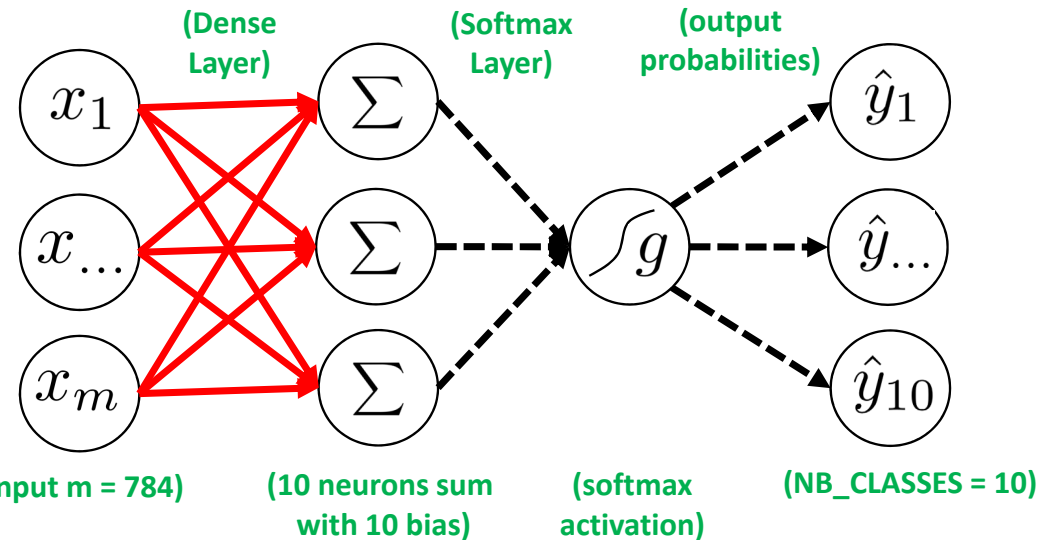 (Dense
Layer)
(Softmax
Layer)
(output
probabilities)
x₁
∑
ŷ₁
x...
∑
g
ŷ...
xₘ
∑
ŷ₁₀
nput m = 784)
(10 neurons sum
with 10 bias)
(softmax
activation)
(NB_CLASSES = 10)